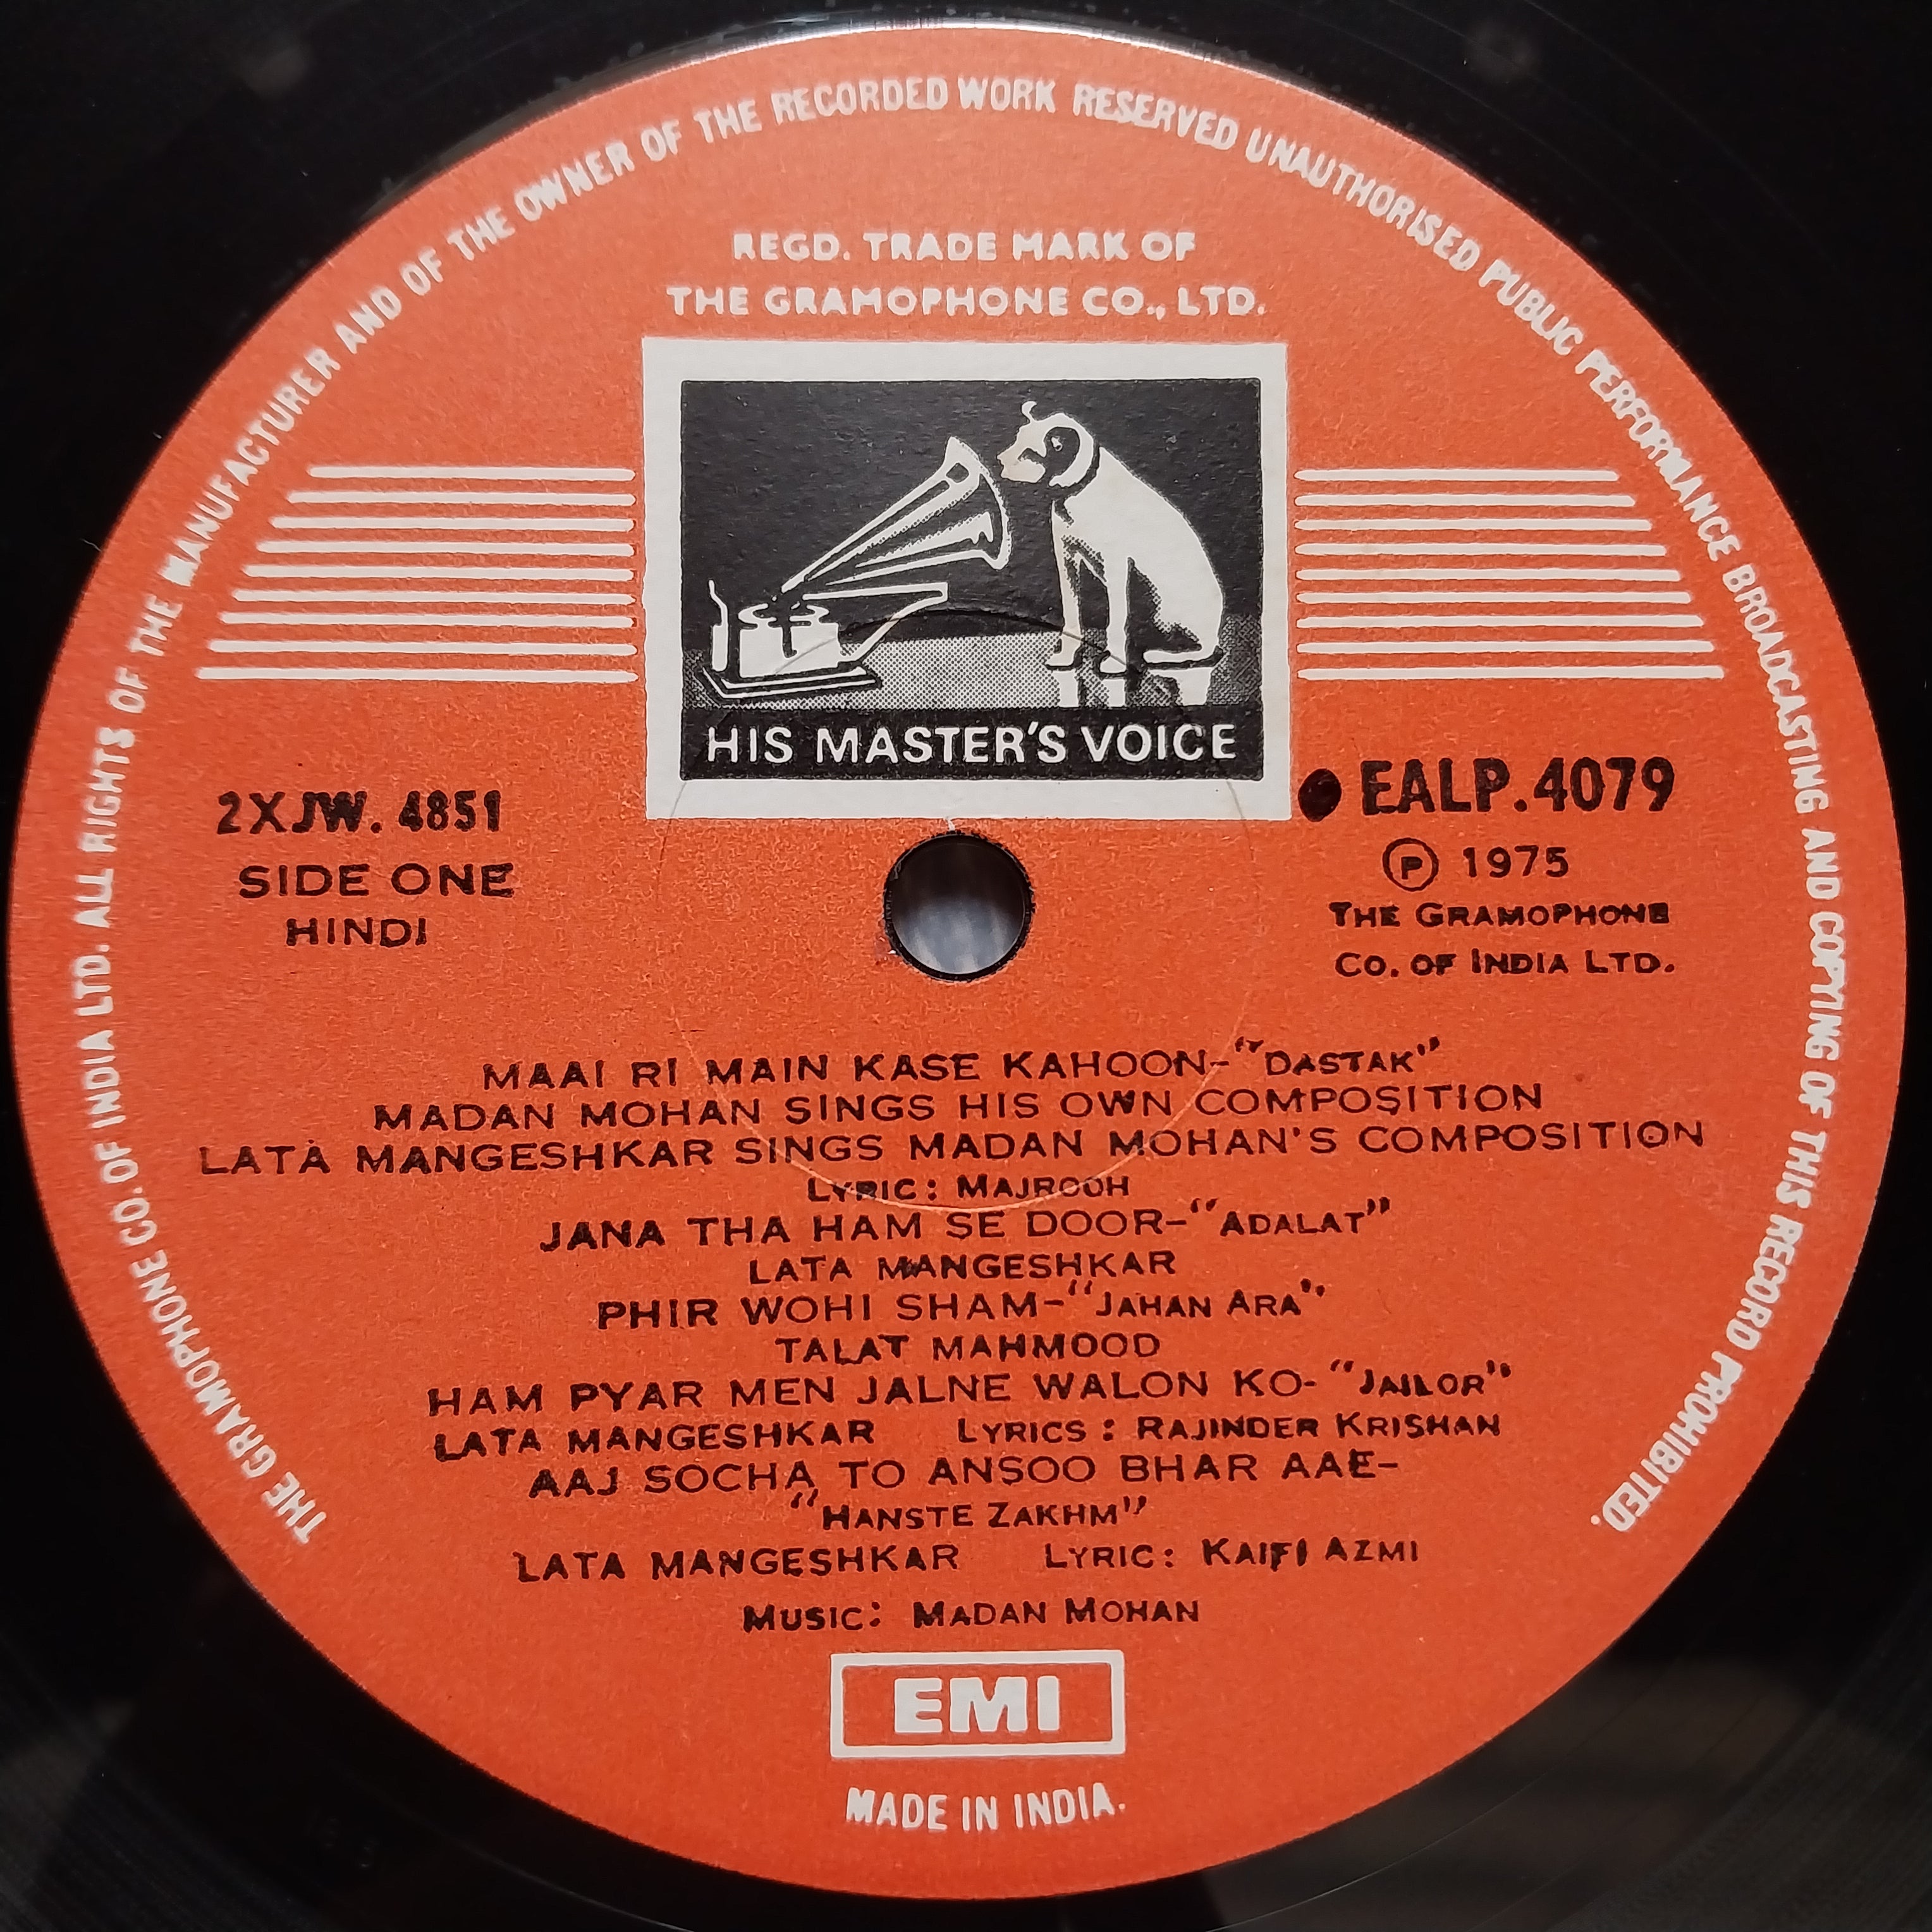 THE GRAMOPHONE CO. OF INDIA LTD. ALL RIGHTS OF THE MANUFACTURER AND OF THE OWNER OF THE RECORDED WORK RESERVED UNAUTHORISED PUBLIC PERFORMANCE BROADCASTING AND COPYING OF THIS RECORD PROHIBITED.
REGD. TRADE MARK OF
THE GRAMOPHONE CO., LTD.
HIS MASTER'S VOICE
2XJW. 4851
SIDE ONE
HINDI
EALP.4079
Ⓟ 1975
THE GRAMOPHONE
CO. OF INDIA LTD.
MAAI RI MAIN KASE KAHOON-"DASTAK"
MADAN MOHAN SINGS HIS OWN COMPOSITION
LATA MANGESHKAR SINGS MADAN MOHAN'S COMPOSITION
LYRIC: MAJROOH
JANA THA HAM SE DOOR-"ADALAT"
LATA MANGESHKAR
PHIR WOHI SHAM-"JAHAN ARA"
TALAT MAHMOOD
HAM PYAR MEN JALNE WALON KO-"JAILOR"
LATA MANGESHKAR LYRICS: RAJINDER KRISHAN
AAJ SOCHA TO ANSOO BHAR AAE-
"HANSTE ZAKHM"
LATA MANGESHKAR LYRIC: KAIFI AZMI
MUSIC: MADAN MOHAN
EMI
MADE IN INDIA.